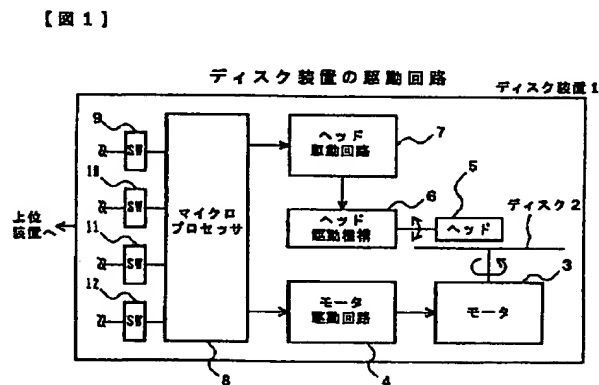 【図1】
ディスク装置の駆動回路
ディスク装置1
9
SW
10
SW
11
SW
12
SW
上位
装置へ
マイクロ
プロセッサ
8
ヘッド
駆動回路
7
ヘッド
駆動機構
6
5
ヘッド
ディスク2
モータ
駆動回路
4
モータ
3